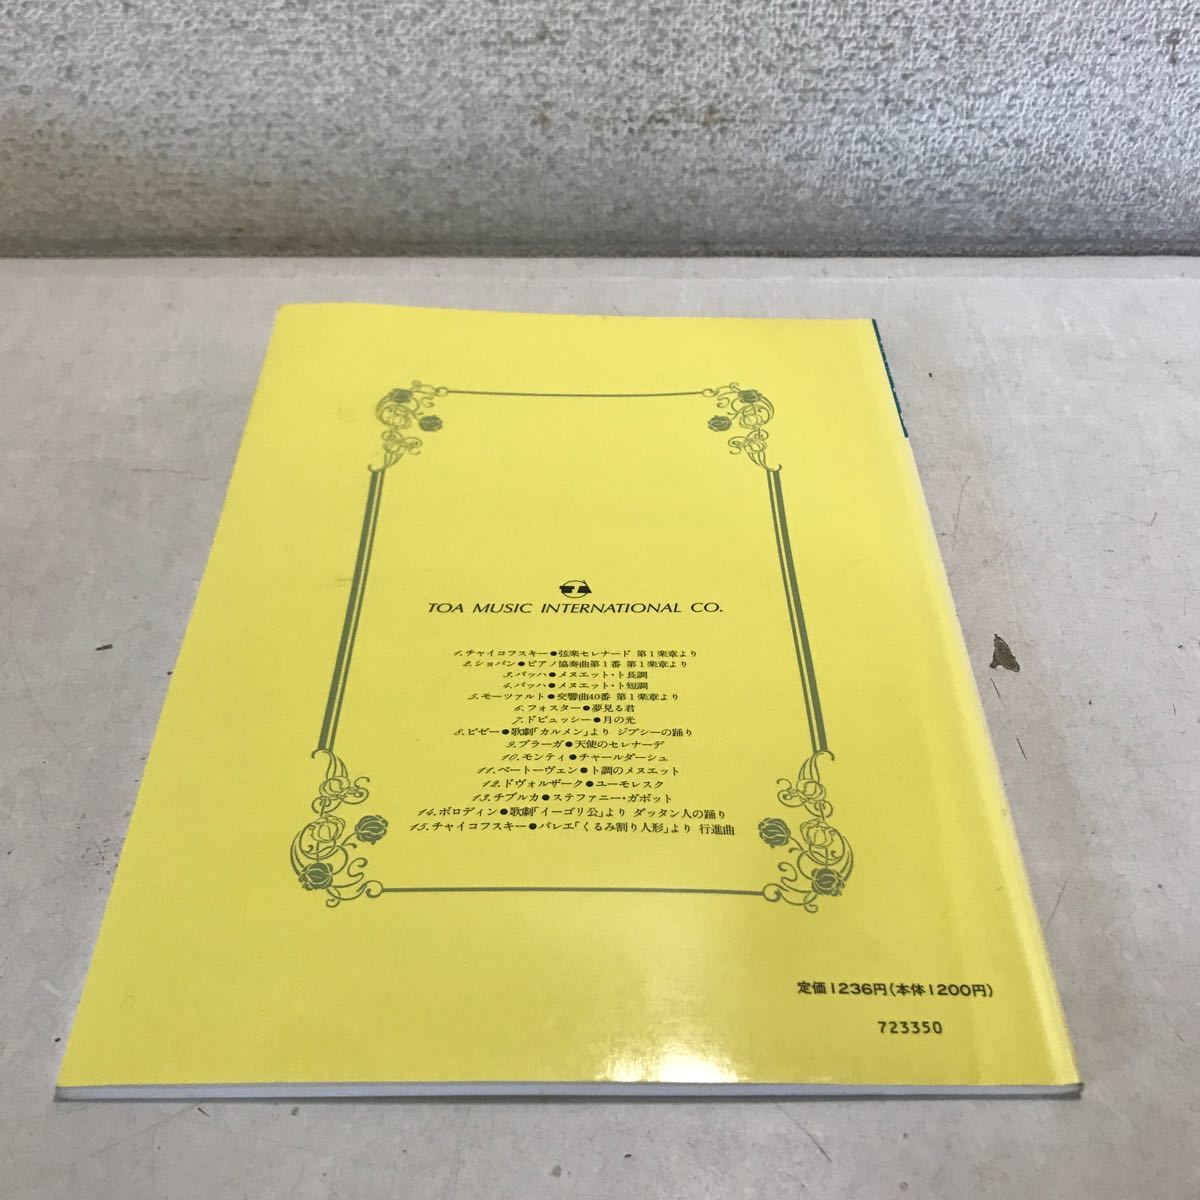 TA
TOA MUSIC INTERNATIONAL CO.
1.チャイコフスキー●弦楽セレナード 第1楽章より
2.ショパン●ピアノ協奏曲第1番 第1楽章より
3.バッハ●メヌエット・ト長調
4.バッハ●メヌエット・ト短調
5.モーツァルト●交響曲40番 第1楽章より
6.フォスター●夢見る君
7.ドビュッシー●月の光
8.ビゼー●歌劇「カルメン」より ジプシーの踊り
9.ブラーガ●天使のセレナーデ
10.モンティ●チャールダーシュ
11.ベートーヴェン●ト調のメヌエット
12.ドヴォルザーク●ユーモレスク
13.チブルカ●ステファニー・ガボット
14.ボロディン●歌劇「イーゴリ公」より ダッタン人の踊り
15.チャイコフスキー●バレエ「くるみ割り人形」より 行進曲
定価1236円(本体1200円)
723350